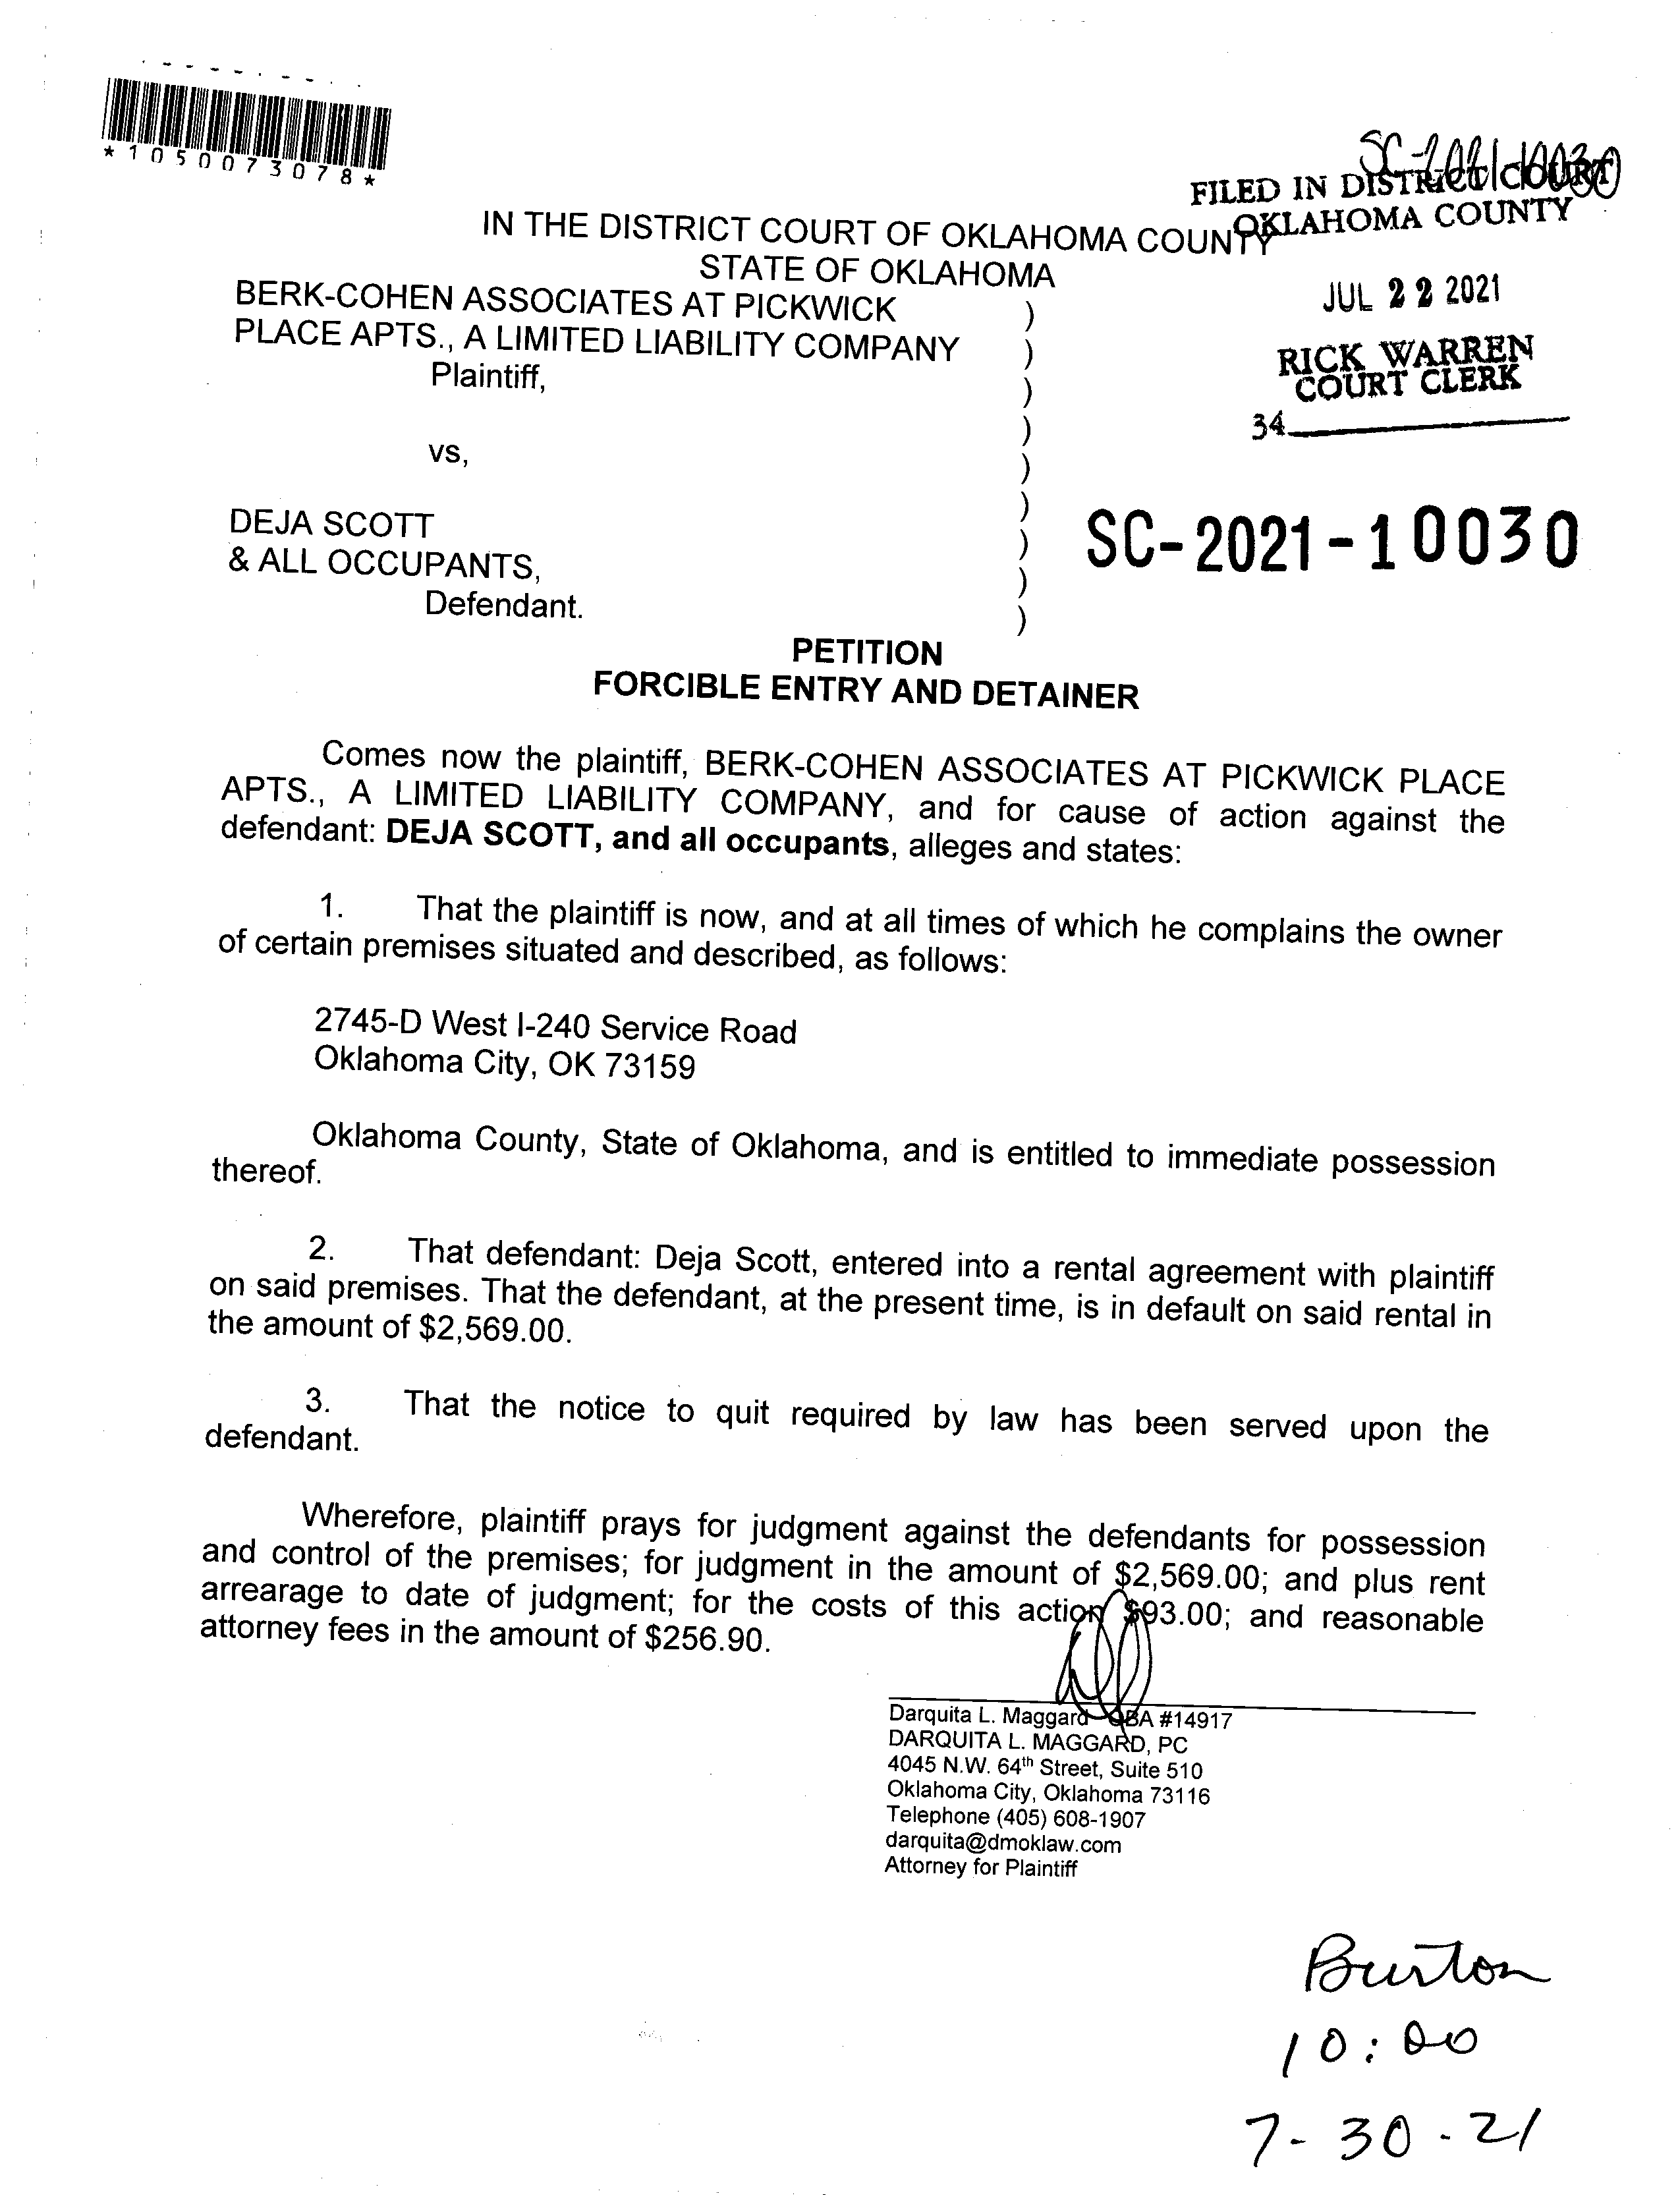 *1050073078*
SC-2021-10030
FILED IN DISTRICT COURT
OKLAHOMA COUNTY
IN THE DISTRICT COURT OF OKLAHOMA COUNTY
STATE OF OKLAHOMA
JUL 22 2021
RICK WARREN
COURT CLERK
34
BERK-COHEN ASSOCIATES AT PICKWICK )
PLACE APTS., A LIMITED LIABILITY COMPANY )
Plaintiff, )
)
vs, )
)
DEJA SCOTT )
& ALL OCCUPANTS, )
Defendant. )
SC-2021-10030
PETITION
FORCIBLE ENTRY AND DETAINER
Comes now the plaintiff, BERK-COHEN ASSOCIATES AT PICKWICK PLACE
APTS., A LIMITED LIABILITY COMPANY, and for cause of action against the
defendant: DEJA SCOTT, and all occupants, alleges and states:
1. That the plaintiff is now, and at all times of which he complains the owner
of certain premises situated and described, as follows:
2745-D West I-240 Service Road
Oklahoma City, OK 73159
Oklahoma County, State of Oklahoma, and is entitled to immediate possession
thereof.
2. That defendant: Deja Scott, entered into a rental agreement with plaintiff
on said premises. That the defendant, at the present time, is in default on said rental in
the amount of $2,569.00.
3. That the notice to quit required by law has been served upon the
defendant.
Wherefore, plaintiff prays for judgment against the defendants for possession
and control of the premises; for judgment in the amount of $2,569.00; and plus rent
arrearage to date of judgment; for the costs of this action $93.00; and reasonable
attorney fees in the amount of $256.90.
Darquita L. Maggard OBA #14917
DARQUITA L. MAGGARD, PC
4045 N.W. 64th Street, Suite 510
Oklahoma City, Oklahoma 73116
Telephone (405) 608-1907
darquita@dmoklaw.com
Attorney for Plaintiff
Burton
10:00
7-30-21